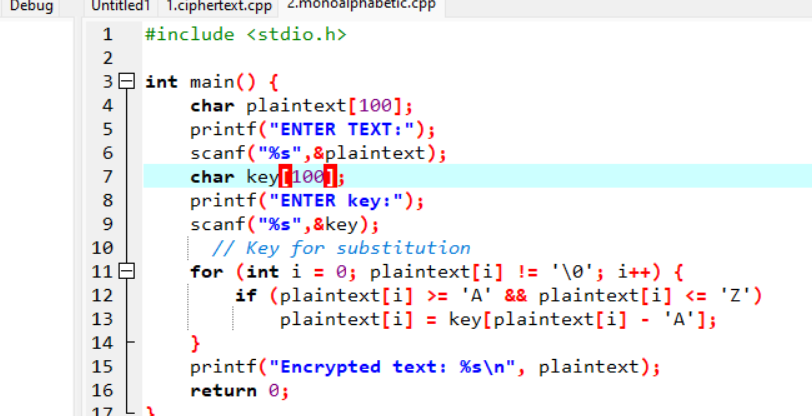 Debug Untitled1 1.ciphertext.cpp 2.monoalphabetic.cpp
1 #include <stdio.h>
2
3 int main() {
4 char plaintext[100];
5 printf("ENTER TEXT:");
6 scanf("%s",&plaintext);
7 char key[100];
8 printf("ENTER key:");
9 scanf("%s",&key);
10 // Key for substitution
11 for (int i = 0; plaintext[i] != '\0'; i++) {
12 if (plaintext[i] >= 'A' && plaintext[i] <= 'Z')
13 plaintext[i] = key[plaintext[i] - 'A'];
14 }
15 printf("Encrypted text: %s\n", plaintext);
16 return 0;
17 }